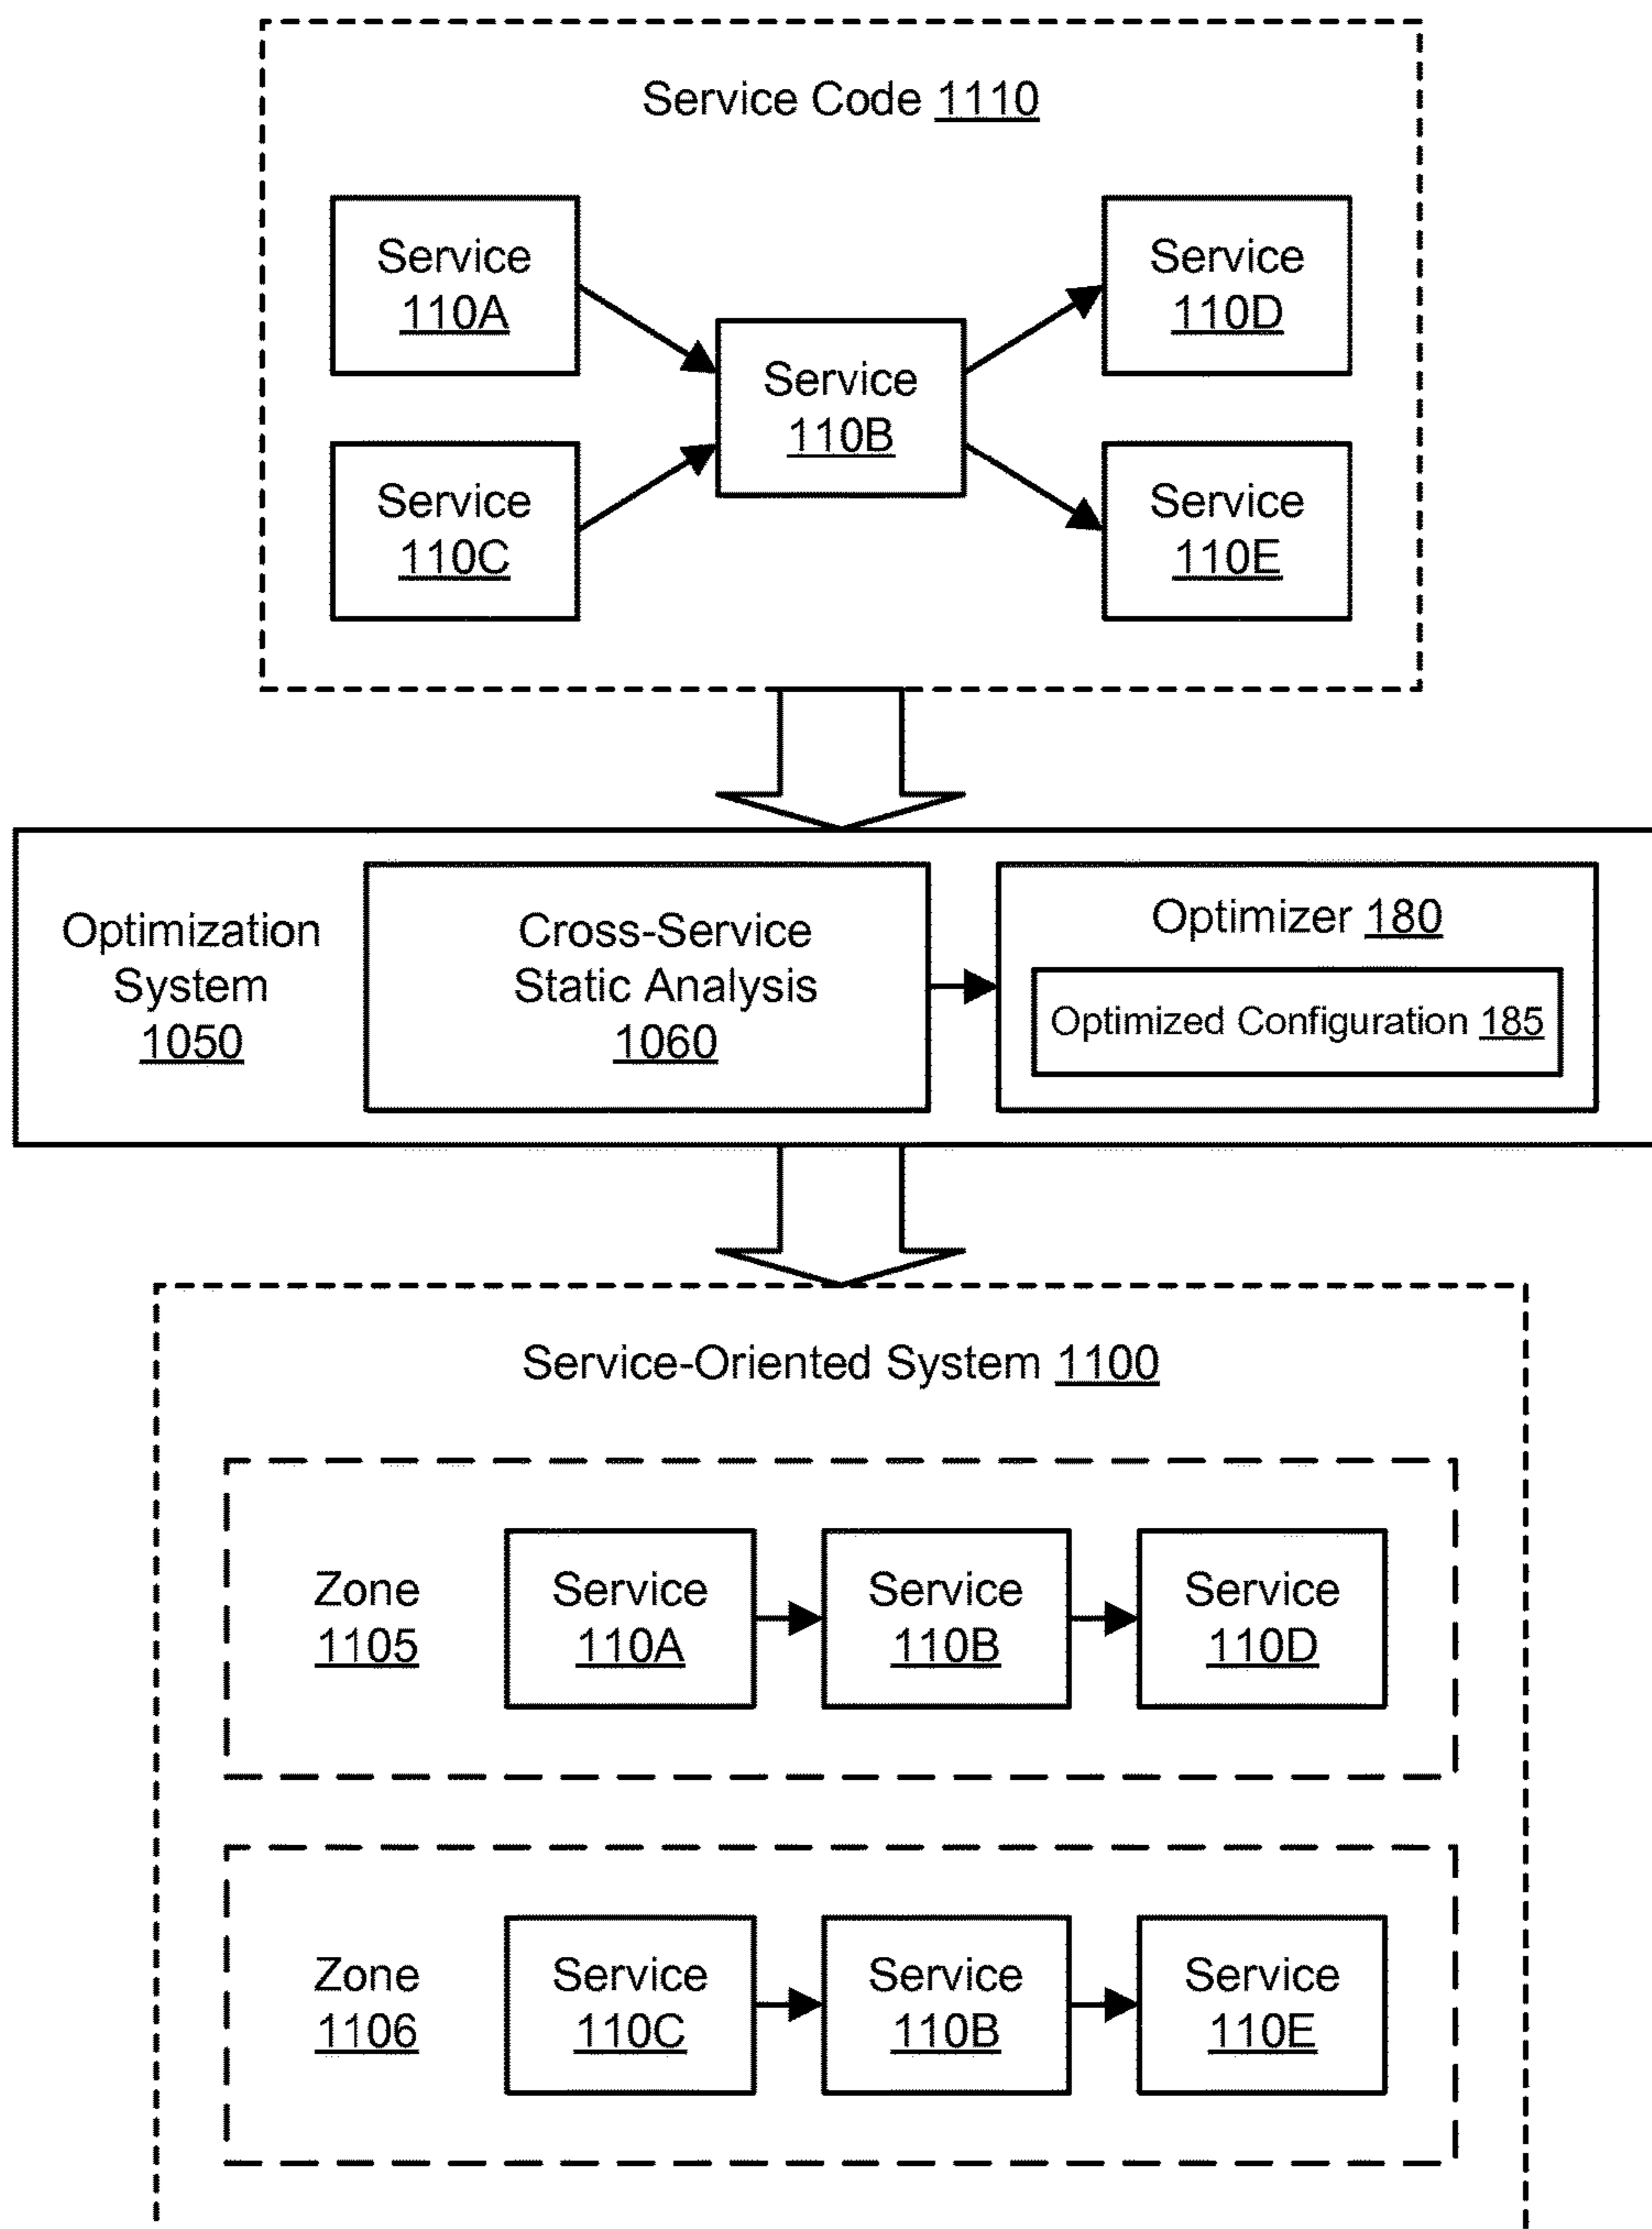 Service Code 1110
Service
110A
Service
110D
Service
110B
Service
110C
Service
110E
Optimization
System
1050
Cross-Service
Static Analysis
1060
Optimizer 180
Optimized Configuration 185
Service-Oriented System 1100
Zone
1105
Service
110A
Service
110B
Service
110D
Zone
1106
Service
110C
Service
110B
Service
110E